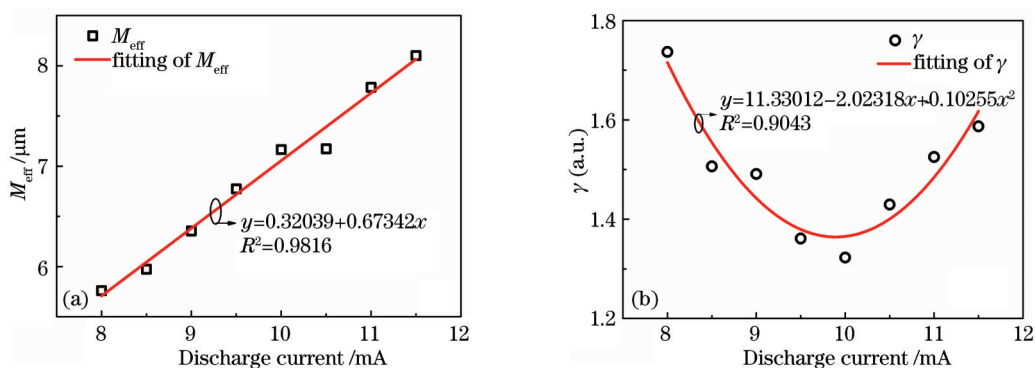 M_eff
fitting of M_eff
8
7
6
M_eff /μm
y=0.32039+0.67342x
R²=0.9816
(a)
8 9 10 11 12
Discharge current /mA
1.8
1.6
1.4
1.2
γ (a.u.)
γ
fitting of γ
y=11.33012−2.02318x+0.10255x²
R²=0.9043
(b)
8 9 10 11 12
Discharge current /mA